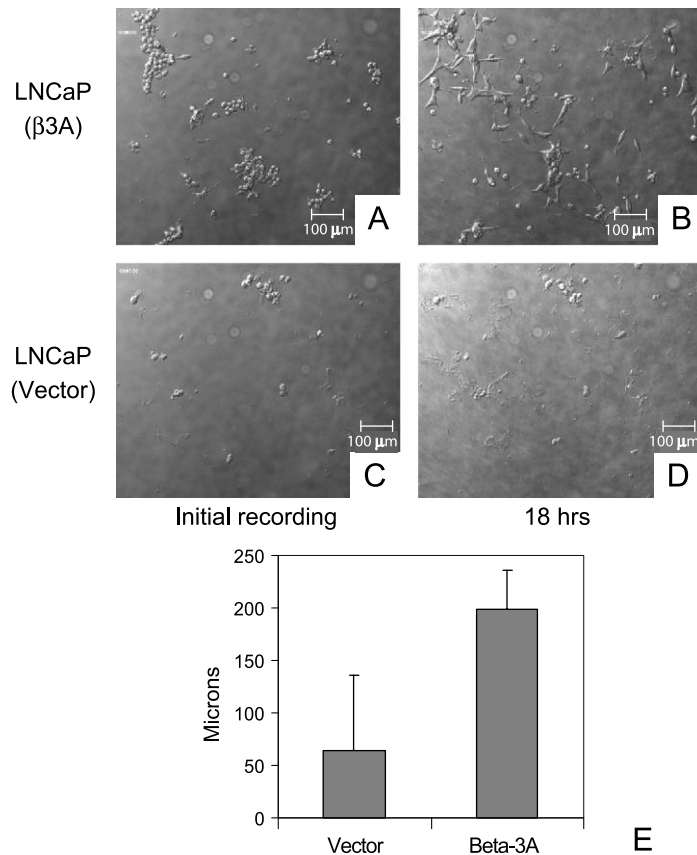 LNCaP
(β3A)
100 μm
A
100 μm
B
LNCaP
(Vector)
100 μm
C
100 μm
D
Initial recording
18 hrs
250
200
150
100
50
0
Microns
Vector
Beta-3A
E